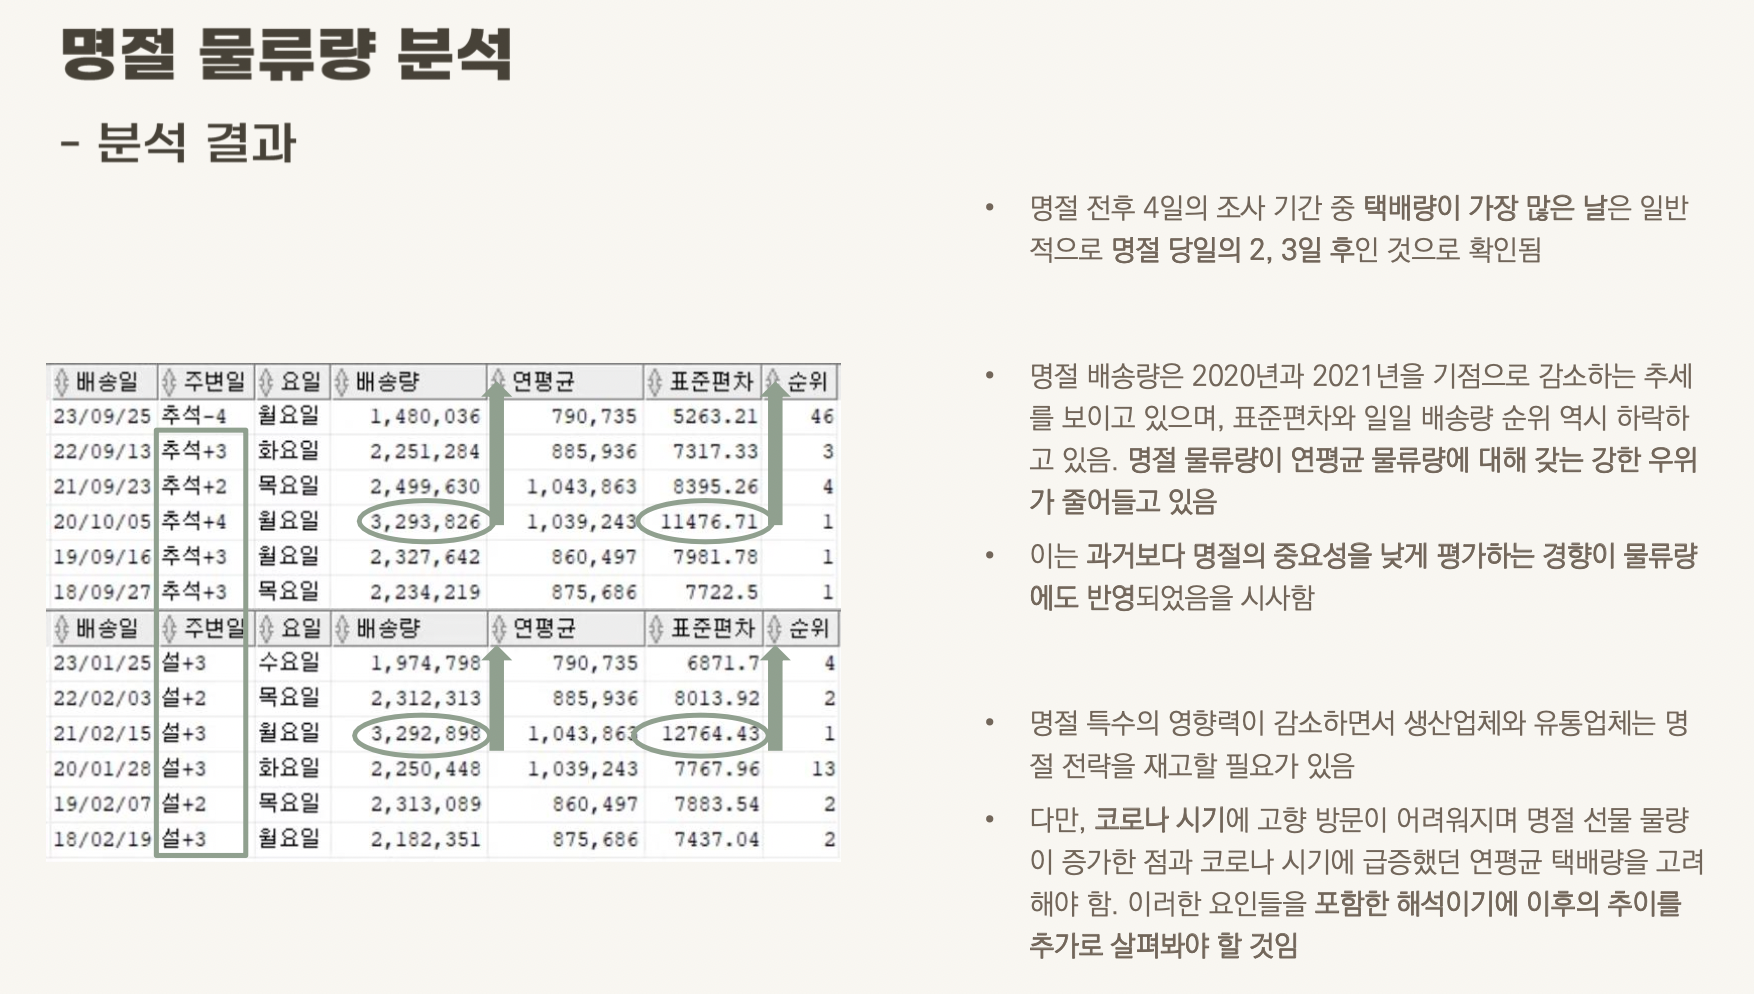 명절 물류량 분석
- 분석 결과
배송일 주변일 요일 배송량 연평균 표준편차 순위
23/09/25 추석-4 월요일 1,480,036 790,735 5263.21 46
22/09/13 추석+3 화요일 2,251,284 885,936 7317.33 3
21/09/23 추석+2 목요일 2,499,630 1,043,863 8395.26 4
20/10/05 추석+4 월요일 3,293,826 1,039,243 11476.71 1
19/09/16 추석+3 월요일 2,327,642 860,497 7981.78 1
18/09/27 추석+3 목요일 2,234,219 875,686 7722.5 1
배송일 주변일 요일 배송량 연평균 표준편차 순위
23/01/25 설+3 수요일 1,974,798 790,735 6871.7 4
22/02/03 설+2 목요일 2,312,313 885,936 8013.92 2
21/02/15 설+3 월요일 3,292,898 1,043,863 12764.43 1
20/01/28 설+3 화요일 2,250,448 1,039,243 7767.96 13
19/02/07 설+2 목요일 2,313,089 860,497 7883.54 2
18/02/19 설+3 월요일 2,182,351 875,686 7437.04 2
• 명절 전후 4일의 조사 기간 중 택배량이 가장 많은 날은 일반
적으로 명절 당일의 2, 3일 후인 것으로 확인됨
• 명절 배송량은 2020년과 2021년을 기점으로 감소하는 추세
를 보이고 있으며, 표준편차와 일일 배송량 순위 역시 하락하
고 있음. 명절 물류량이 연평균 물류량에 대해 갖는 강한 우위
가 줄어들고 있음
• 이는 과거보다 명절의 중요성을 낮게 평가하는 경향이 물류량
에도 반영되었음을 시사함
• 명절 특수의 영향력이 감소하면서 생산업체와 유통업체는 명
절 전략을 재고할 필요가 있음
• 다만, 코로나 시기에 고향 방문이 어려워지며 명절 선물 물량
이 증가한 점과 코로나 시기에 급증했던 연평균 택배량을 고려
해야 함. 이러한 요인들을 포함한 해석이기에 이후의 추이를
추가로 살펴봐야 할 것임